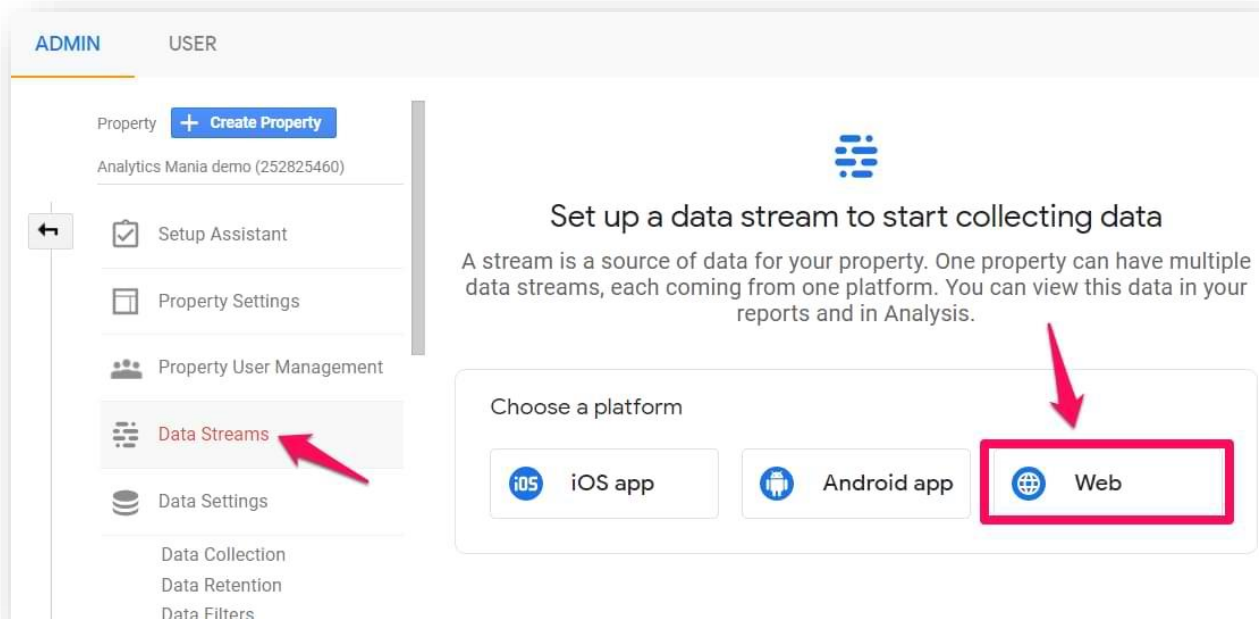 ADMIN USER
Property + Create Property
Analytics Mania demo (252825460)
Setup Assistant
Property Settings
Property User Management
Data Streams
Data Settings
Data Collection
Data Retention
Data Filters
Set up a data stream to start collecting data
A stream is a source of data for your property. One property can have multiple
data streams, each coming from one platform. You can view this data in your
reports and in Analysis.
Choose a platform
iOS iOS app
Android app
Web